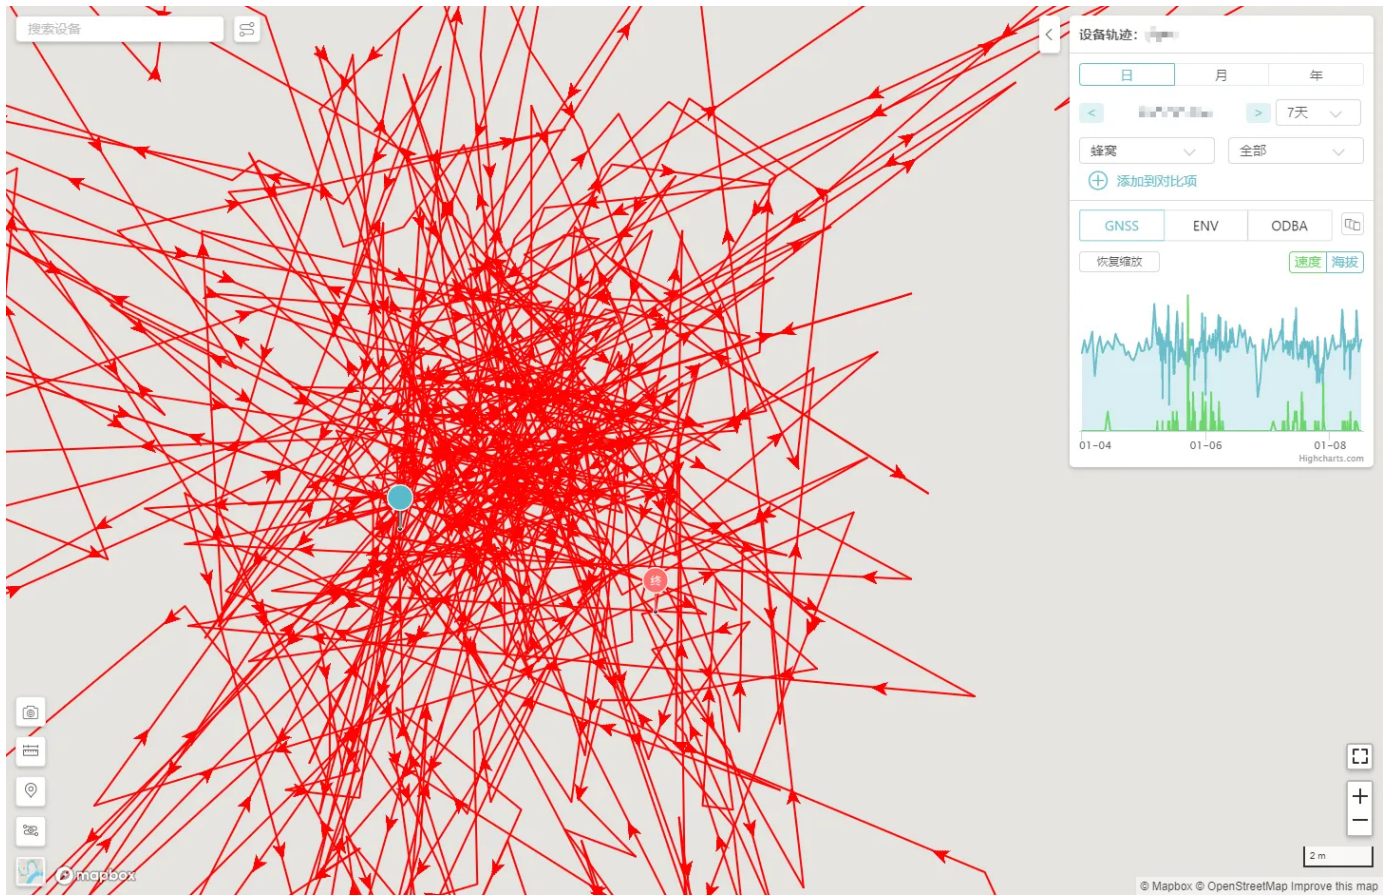 搜索设备
设备轨迹：
日 月 年
< > 7天
蜂窝 全部
添加到对比项
GNSS ENV ODBA
恢复缩放 速度 海拔
01-04 01-06 01-08
Highcharts.com
终
2 m
mapbox
© Mapbox © OpenStreetMap Improve this map